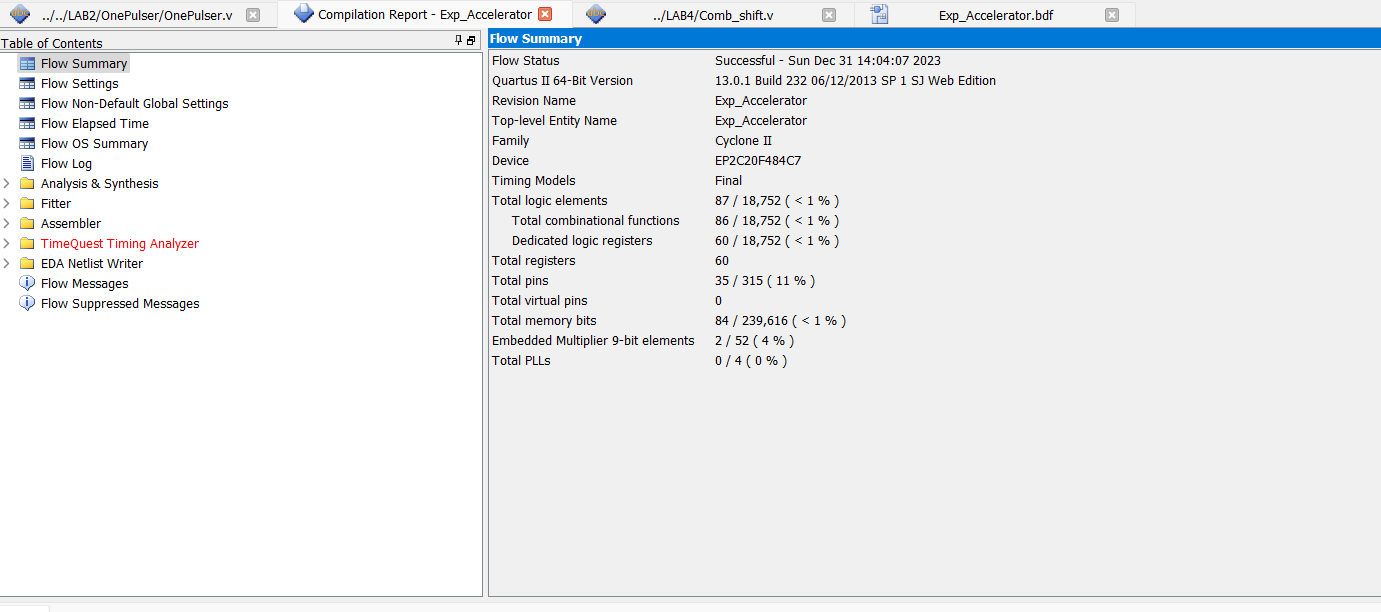 ../../LAB2/OnePulser/OnePulser.v
Compilation Report - Exp_Accelerator
../LAB4/Comb_shift.v
Exp_Accelerator.bdf
Table of Contents
Flow Summary
Flow Settings
Flow Non-Default Global Settings
Flow Elapsed Time
Flow OS Summary
Flow Log
Analysis & Synthesis
Fitter
Assembler
TimeQuest Timing Analyzer
EDA Netlist Writer
Flow Messages
Flow Suppressed Messages
Flow Summary
Flow Status Successful - Sun Dec 31 14:04:07 2023
Quartus II 64-Bit Version 13.0.1 Build 232 06/12/2013 SP 1 SJ Web Edition
Revision Name Exp_Accelerator
Top-level Entity Name Exp_Accelerator
Family Cyclone II
Device EP2C20F484C7
Timing Models Final
Total logic elements 87 / 18,752 ( < 1 % )
Total combinational functions 86 / 18,752 ( < 1 % )
Dedicated logic registers 60 / 18,752 ( < 1 % )
Total registers 60
Total pins 35 / 315 ( 11 % )
Total virtual pins 0
Total memory bits 84 / 239,616 ( < 1 % )
Embedded Multiplier 9-bit elements 2 / 52 ( 4 % )
Total PLLs 0 / 4 ( 0 % )